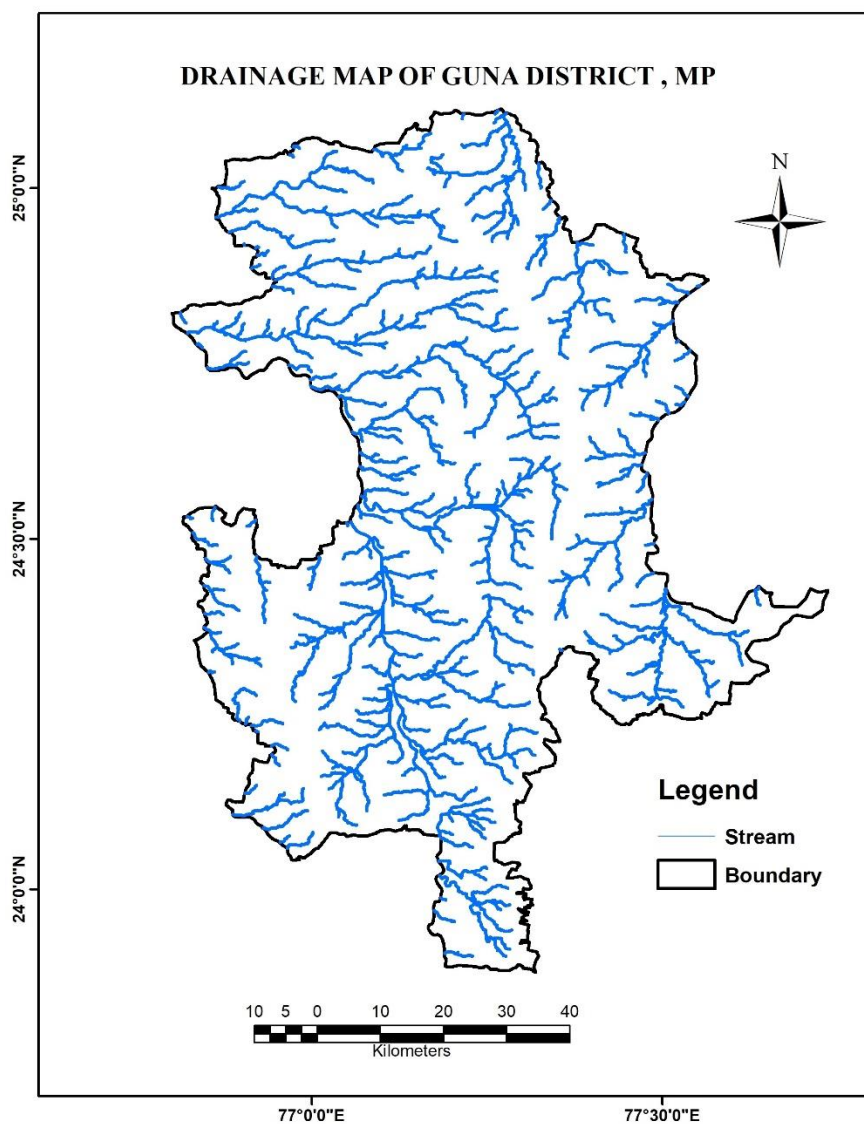 DRAINAGE MAP OF GUNA DISTRICT , MP
N
25°0'0"N
24°30'0"N
24°0'0"N
Legend
Stream
Boundary
10 5 0 10 20 30 40
Kilometers
77°0'0"E 77°30'0"E